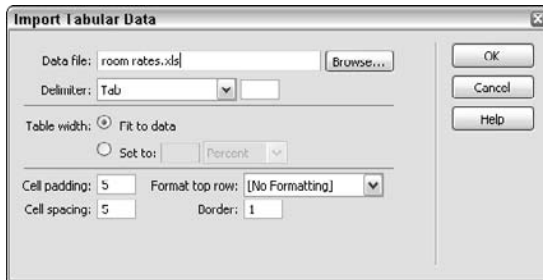 Import Tabular Data
Data file: room rates.xls Browse... OK
Delimiter: Tab Cancel
Table width: Fit to data Help
Set to: Percent
Cell padding: 5 Format top row: [No Formatting]
Cell spacing: 5 Border: 1